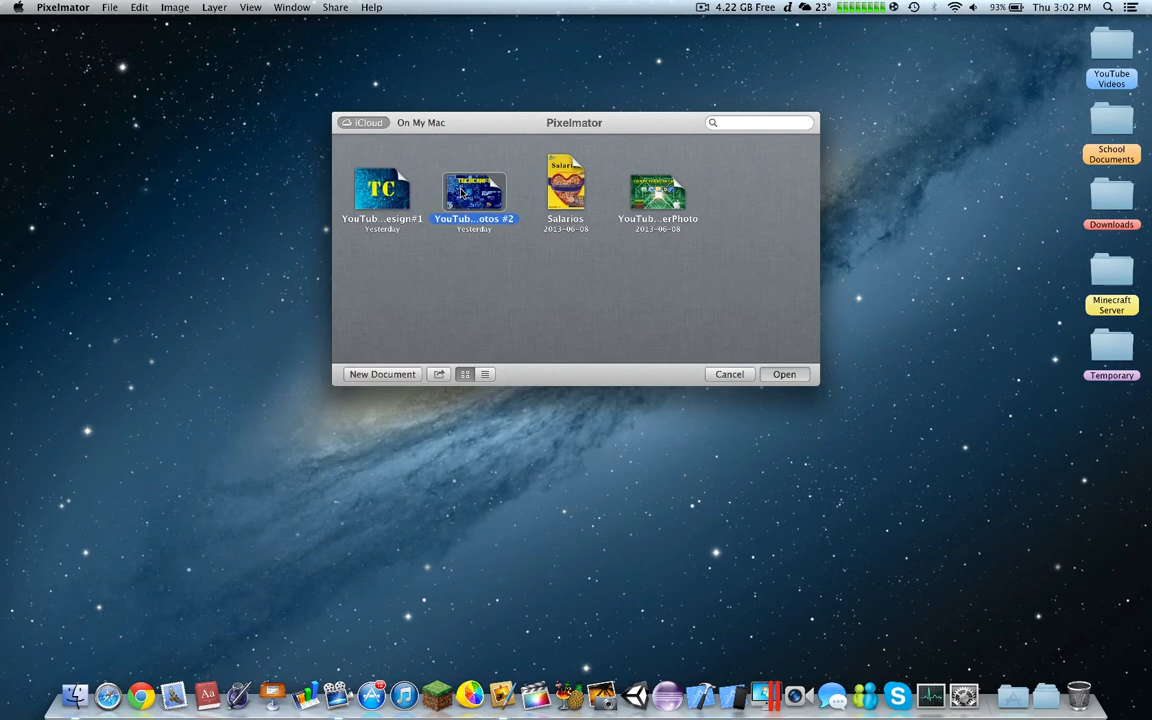 Pixelmator File Edit Image Layer View Window Share Help
4.22 GB Free 23° 93% Thu 3:02 PM
YouTube Videos
School Documents
Downloads
Minecraft Server
Temporary
iCloud On My Mac Pixelmator
TC
Salari
YouTub...esign#1 YouTub...otos #2 Salarios YouTub...erPhoto
Yesterday Yesterday 2013-06-08 2013-06-08
New Document Cancel Open
Aa